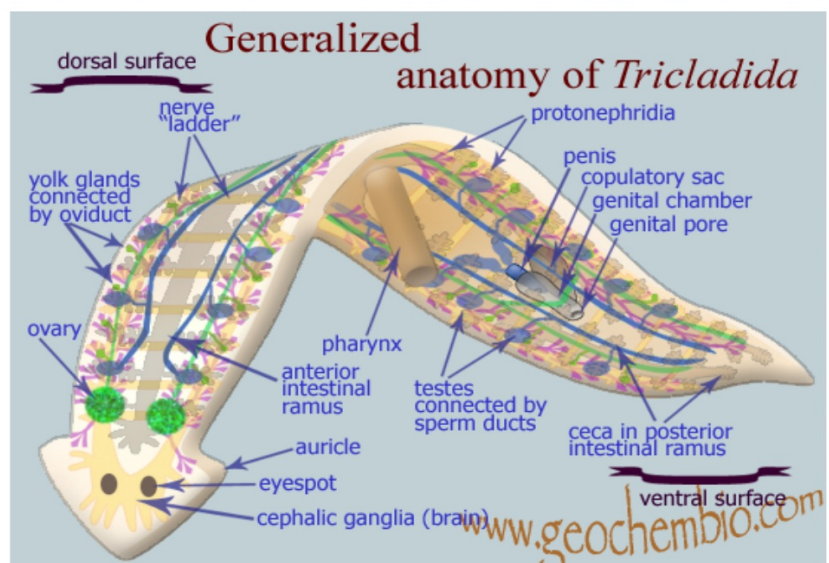 Generalized
anatomy of Tricladida
dorsal surface
nerve
"ladder"
yolk glands
connected
by oviduct
ovary
protonephridia
penis
copulatory sac
genital chamber
genital pore
pharynx
anterior
intestinal
ramus
testes
connected by
sperm ducts
ceca in posterior
intestinal ramus
auricle
eyespot
cephalic ganglia (brain)
ventral surface
www.geochembio.com